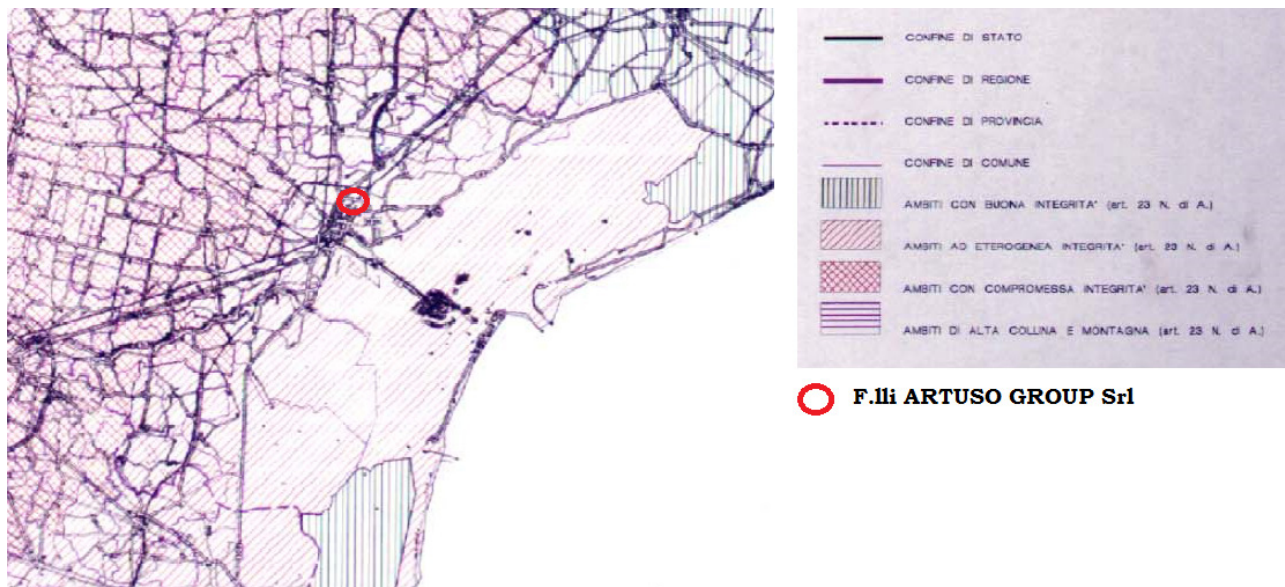 CONFINE DI STATO
CONFINE DI REGIONE
CONFINE DI PROVINCIA
CONFINE DI COMUNE
AMBITI CON BUONA INTEGRITA' (art. 23 N. di A.)
AMBITI AD ETEROGENEA INTEGRITA' (art. 23 N. di A.)
AMBITI CON COMPROMESSA INTEGRITA' (art. 23 N. di A.)
AMBITI DI ALTA COLLINA E MONTAGNA (art. 23 N. di A.)
F.lli ARTUSO GROUP Srl